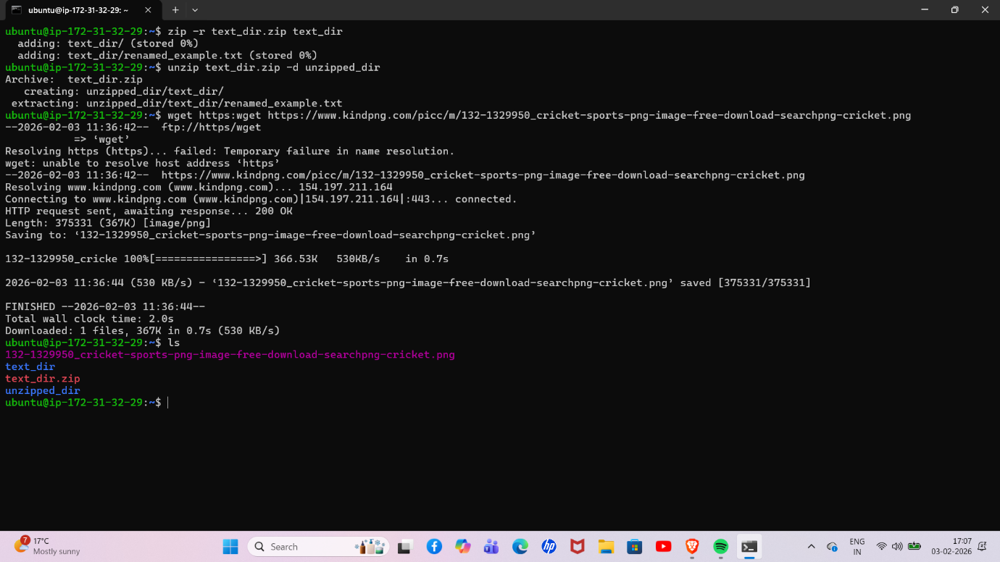 ubuntu@ip-172-31-32-29: ~
ubuntu@ip-172-31-32-29:~$ zip -r text_dir.zip text_dir
  adding: text_dir/ (stored 0%)
  adding: text_dir/renamed_example.txt (stored 0%)
ubuntu@ip-172-31-32-29:~$ unzip text_dir.zip -d unzipped_dir
Archive:  text_dir.zip
   creating: unzipped_dir/text_dir/
 extracting: unzipped_dir/text_dir/renamed_example.txt
ubuntu@ip-172-31-32-29:~$ wget https:wget https://www.kindpng.com/picc/m/132-1329950_cricket-sports-png-image-free-download-searchpng-cricket.png
--2026-02-03 11:36:42--  ftp://https/wget
           => ‘wget’
Resolving https (https)... failed: Temporary failure in name resolution.
wget: unable to resolve host address ‘https’
--2026-02-03 11:36:42--  https://www.kindpng.com/picc/m/132-1329950_cricket-sports-png-image-free-download-searchpng-cricket.png
Resolving www.kindpng.com (www.kindpng.com)... 154.197.211.164
Connecting to www.kindpng.com (www.kindpng.com)|154.197.211.164|:443... connected.
HTTP request sent, awaiting response... 200 OK
Length: 375331 (367K) [image/png]
Saving to: ‘132-1329950_cricket-sports-png-image-free-download-searchpng-cricket.png’
132-1329950_cricke 100%[================>] 366.53K   530KB/s    in 0.7s
2026-02-03 11:36:44 (530 KB/s) - ‘132-1329950_cricket-sports-png-image-free-download-searchpng-cricket.png’ saved [375331/375331]
FINISHED --2026-02-03 11:36:44--
Total wall clock time: 2.0s
Downloaded: 1 files, 367K in 0.7s (530 KB/s)
ubuntu@ip-172-31-32-29:~$ ls
132-1329950_cricket-sports-png-image-free-download-searchpng-cricket.png
text_dir
text_dir.zip
unzipped_dir
ubuntu@ip-172-31-32-29:~$
7
17°C
Mostly sunny
Search
hp
ENG
IN
17:07
03-02-2026